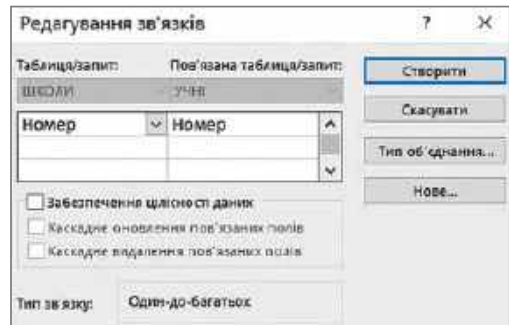 Редагування зв'язків ? ×
Таблиця/запит: Пов'язана таблиця/запит:
ШКОЛИ УЧНІ
Номер Номер
Забезпечення цілісності даних
Каскадне оновлення пов'язаних полів
Каскадне видалення пов'язаних полів
Тип зв'язку: Один-до-багатьох
Створити
Скасувати
Тип об'єднання...
Нове...